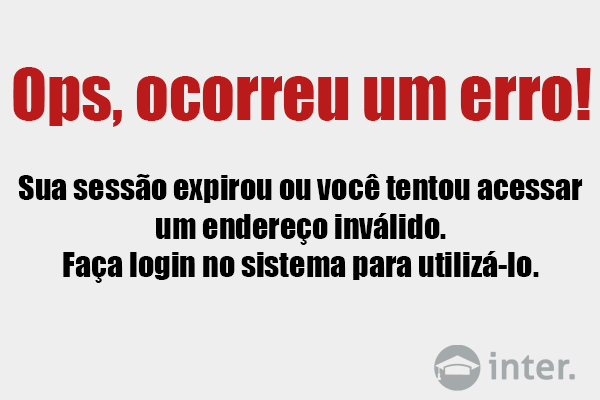 Ops, ocorreu um erro!
Sua sessão expirou ou você tentou acessar
um endereço inválido.
Faça login no sistema para utilizá-lo.
inter.